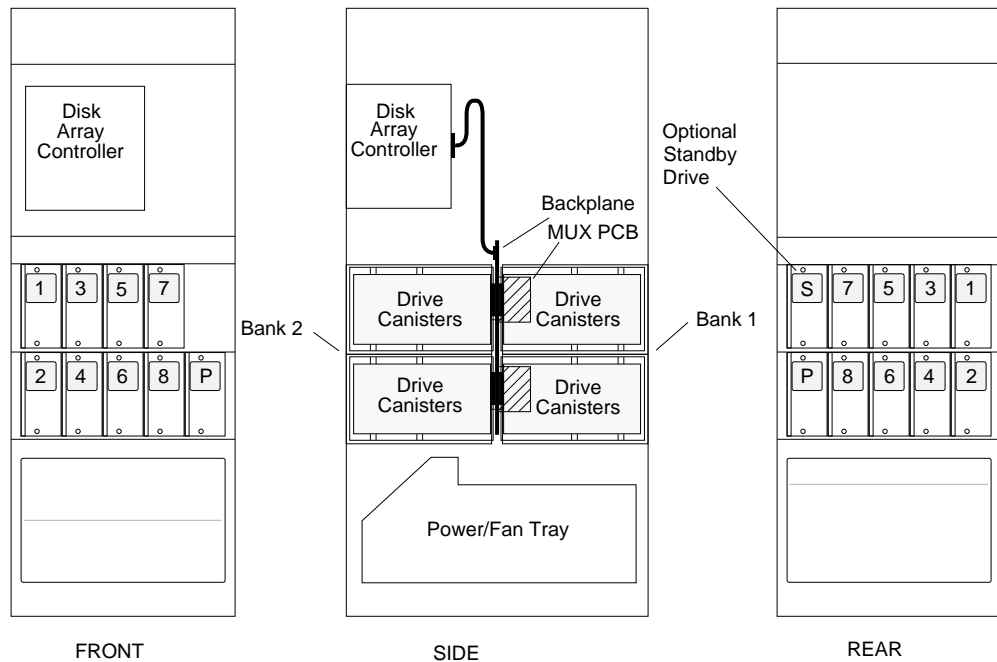 Disk
Array
Controller
1 3 5 7
2 4 6 8 P
FRONT
Disk
Array
Controller
Backplane
MUX PCB
Drive
Canisters
Drive
Canisters
Bank 2
Bank 1
Drive
Canisters
Drive
Canisters
Power/Fan Tray
SIDE
Optional
Standby
Drive
S 7 5 3 1
P 8 6 4 2
REAR